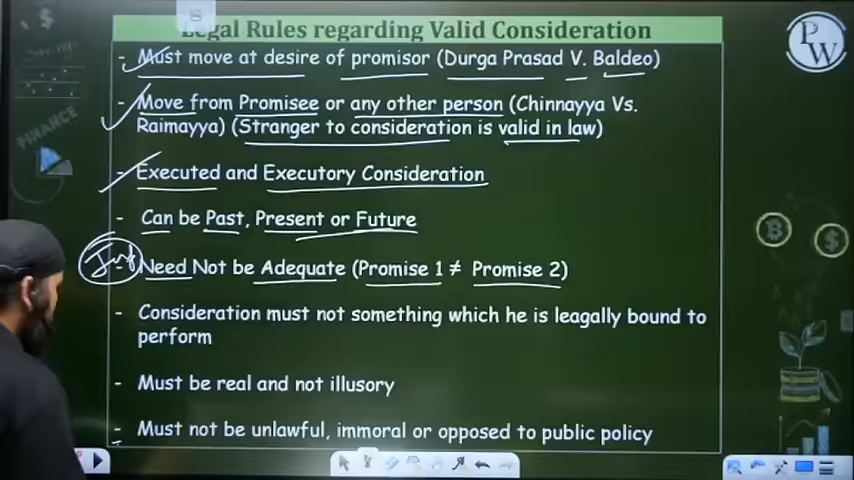 Legal Rules regarding Valid Consideration
PW
- Must move at desire of promisor (Durga Prasad V. Baldeo)
- Move from Promisee or any other person (Chinnayya Vs.
Raimayya) (Stranger to consideration is valid in law)
- Executed and Executory Consideration
- Can be Past, Present or Future
- Need Not be Adequate (Promise 1 ≠ Promise 2)
- Consideration must not something which he is leagally bound to
perform
- Must be real and not illusory
- Must not be unlawful, immoral or opposed to public policy
FINANCE